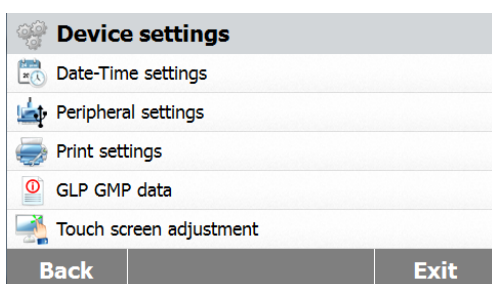 Device settings
Date-Time settings
Peripheral settings
Print settings
GLP GMP data
Touch screen adjustment
Back Exit